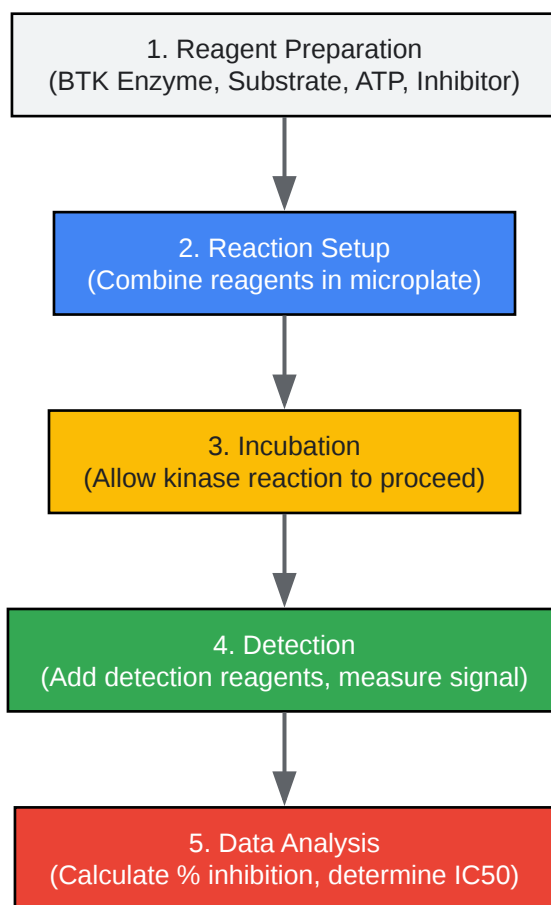 1. Reagent Preparation
(BTK Enzyme, Substrate, ATP, Inhibitor)
2. Reaction Setup
(Combine reagents in microplate)
3. Incubation
(Allow kinase reaction to proceed)
4. Detection
(Add detection reagents, measure signal)
5. Data Analysis
(Calculate % inhibition, determine IC50)